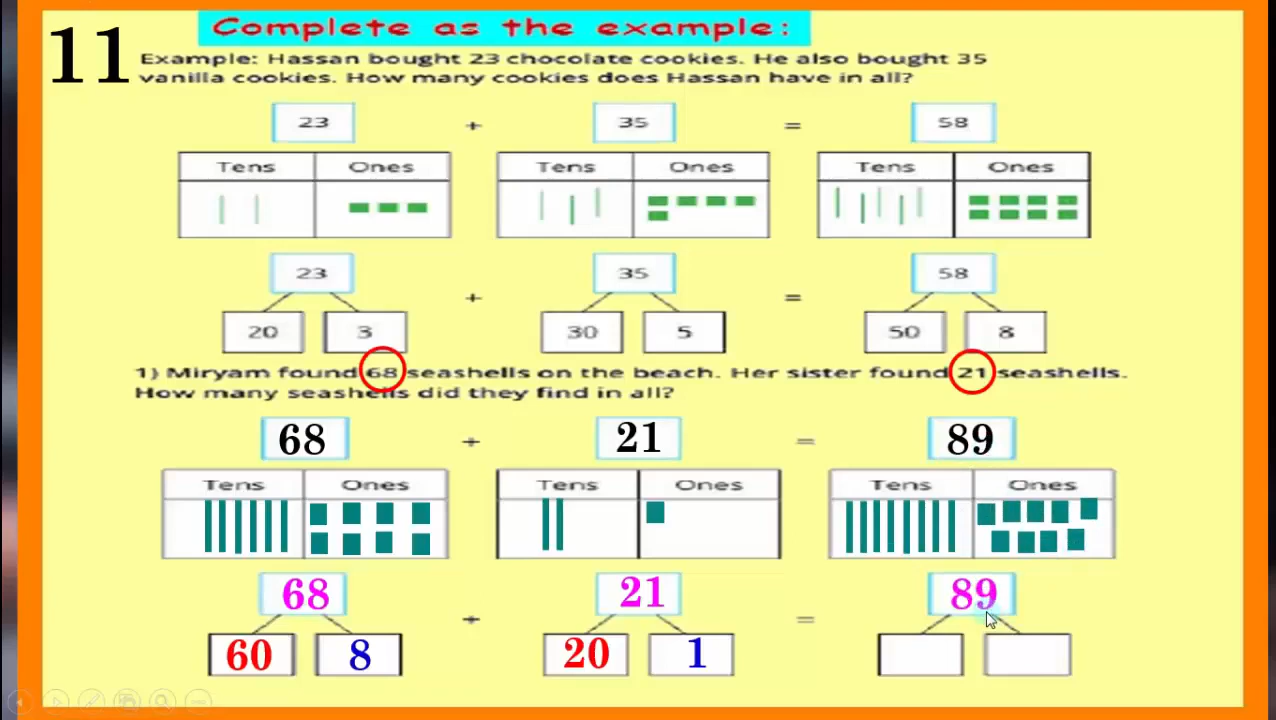 Complete as the example:
11
Example: Hassan bought 23 chocolate cookies. He also bought 35
vanilla cookies. How many cookies does Hassan have in all?
23 + 35 = 58
Tens Ones Tens Ones Tens Ones
23 + 35 = 58
20 3 30 5 50 8
1) Miryam found 68 seashells on the beach. Her sister found 21 seashells.
How many seashells did they find in all?
68 + 21 = 89
Tens Ones Tens Ones Tens Ones
68 + 21 = 89
60 8 20 1